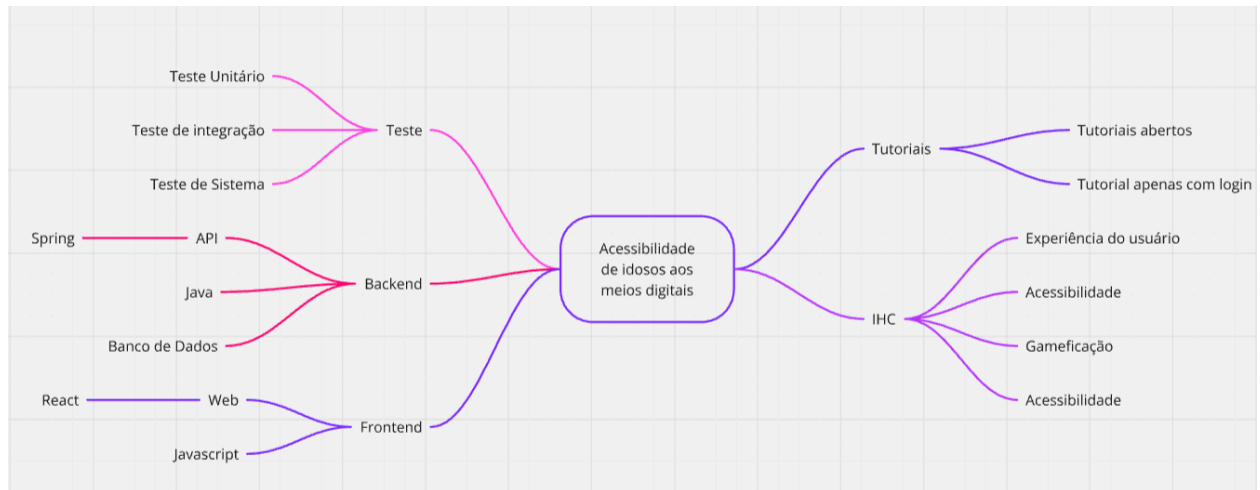 Teste Unitário
Teste de integração
Teste de Sistema
Teste
Spring
API
Java
Banco de Dados
Backend
React
Web
Javascript
Frontend
Acessibilidade
de idosos aos
meios digitais
Tutoriais
Tutoriais abertos
Tutorial apenas com login
IHC
Experiência do usuário
Acessibilidade
Gameficação
Acessibilidade